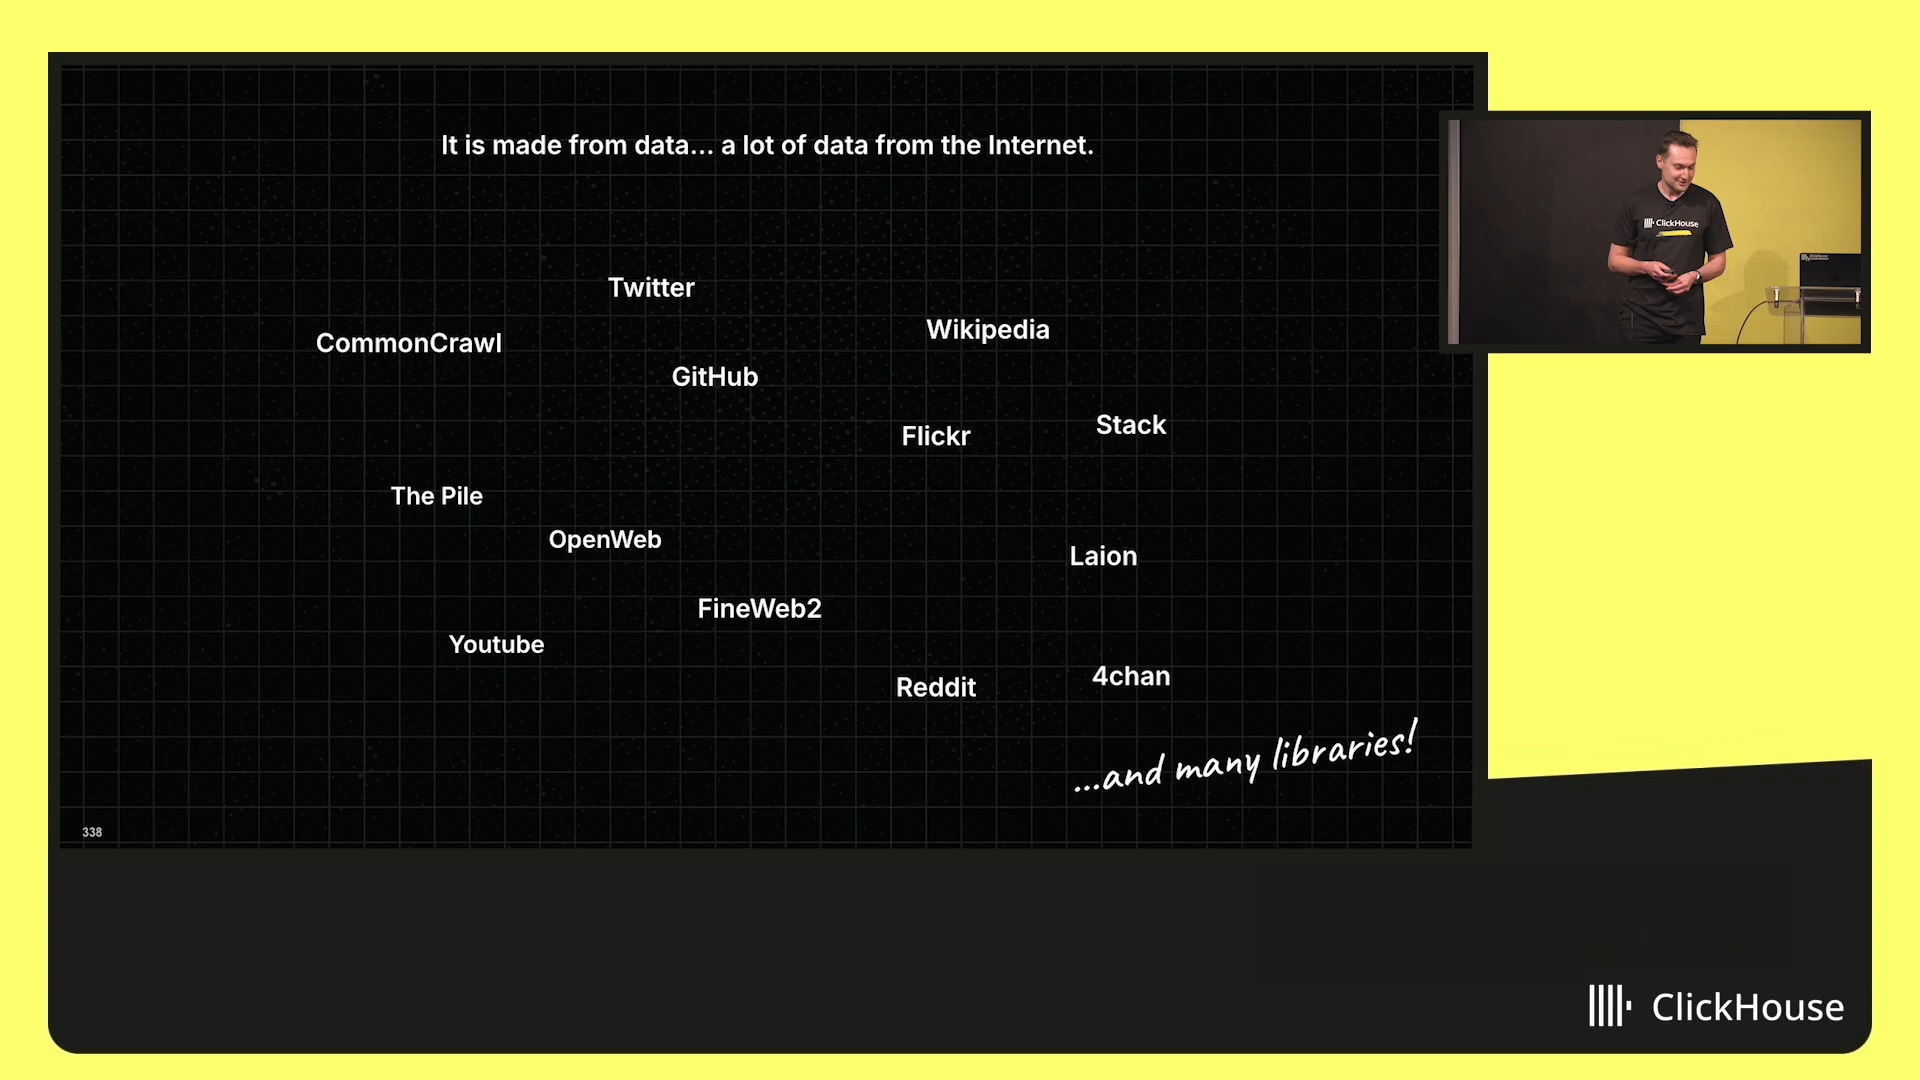 It is made from data... a lot of data from the Internet.
Twitter
Wikipedia
CommonCrawl
GitHub
Stack
Flickr
The Pile
OpenWeb
Laion
FineWeb2
Youtube
4chan
Reddit
...and many libraries!
338
ClickHouse
ClickHouse